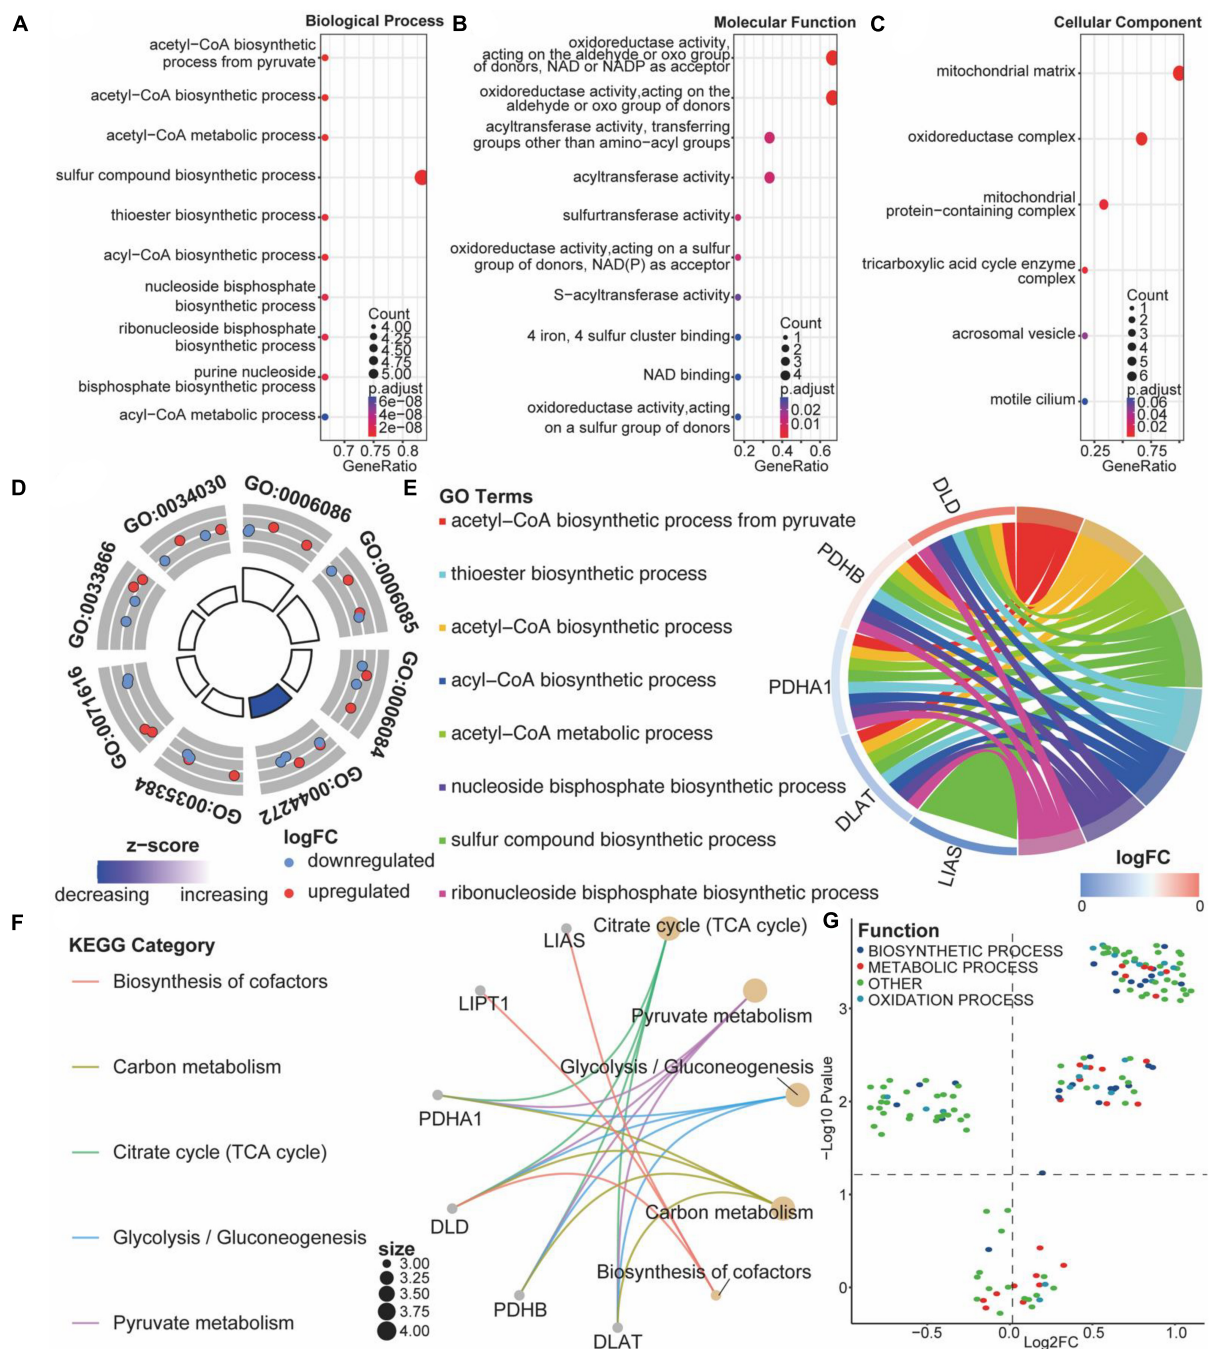 A
Biological Process
acetyl−CoA biosynthetic
process from pyruvate
acetyl−CoA biosynthetic process
acetyl−CoA metabolic process
sulfur compound biosynthetic process
thioester biosynthetic process
acyl−CoA biosynthetic process
nucleoside bisphosphate
biosynthetic process
ribonucleoside bisphosphate
biosynthetic process
purine nucleoside
bisphosphate biosynthetic process
acyl−CoA metabolic process
Count
4.00
4.25
4.50
4.75
5.00
p.adjust
6e−08
4e−08
2e−08
0.7 0.75 0.8
GeneRatio
B
Molecular Function
oxidoreductase activity,
acting on the aldehyde or oxo group
of donors, NAD or NADP as acceptor
oxidoreductase activity,acting on the
aldehyde or oxo group of donors
acyltransferase activity, transferring
groups other than amino−acyl groups
acyltransferase activity
sulfurtransferase activity
oxidoreductase activity,acting on a sulfur
group of donors, NAD(P) as acceptor
S−acyltransferase activity
4 iron, 4 sulfur cluster binding
NAD binding
oxidoreductase activity,acting
on a sulfur group of donors
Count
1
2
3
4
p.adjust
0.02
0.01
0.2 0.4 0.6
GeneRatio
C
Cellular Component
mitochondrial matrix
oxidoreductase complex
mitochondrial
protein−containing complex
tricarboxylic acid cycle enzyme
complex
acrosomal vesicle
motile cilium
Count
1
2
3
4
5
6
p.adjust
0.06
0.04
0.02
0.25 0.75
GeneRatio
D
GO:0034030
GO:0006086
GO:0006085
GO:0006084
GO:0044272
GO:0035384
GO:0071616
GO:0033866
z−score
decreasing increasing
logFC
downregulated
upregulated
E
GO Terms
acetyl−CoA biosynthetic process from pyruvate
thioester biosynthetic process
acetyl−CoA biosynthetic process
acyl−CoA biosynthetic process
acetyl−CoA metabolic process
nucleoside bisphosphate biosynthetic process
sulfur compound biosynthetic process
ribonucleoside bisphosphate biosynthetic process
DLD
PDHB
PDHA1
DLAT
LIAS
logFC
0 0
F
KEGG Category
Biosynthesis of cofactors
Carbon metabolism
Citrate cycle (TCA cycle)
Glycolysis / Gluconeogenesis
Pyruvate metabolism
size
3.00
3.25
3.50
3.75
4.00
LIAS
LIPT1
PDHA1
DLD
PDHB
DLAT
Citrate cycle (TCA cycle)
Pyruvate metabolism
Glycolysis / Gluconeogenesis
Carbon metabolism
Biosynthesis of cofactors
G
Function
BIOSYNTHETIC PROCESS
METABOLIC PROCESS
OTHER
OXIDATION PROCESS
−Log10 Pvalue
3
2
1
0
−0.5 0.0 0.5 1.0
Log2FC